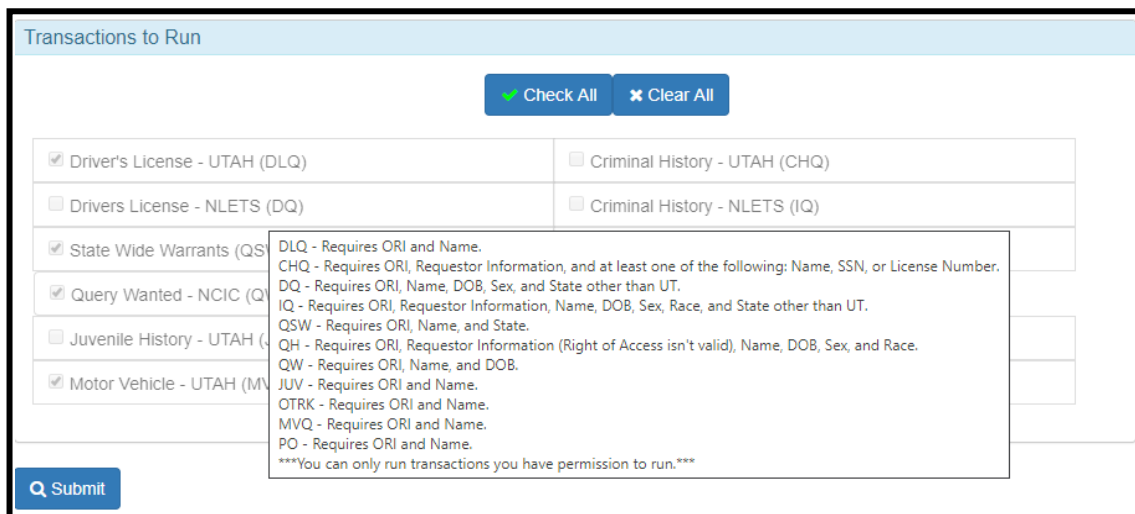 Transactions to Run
Check All
Clear All
Driver's License - UTAH (DLQ)
Criminal History - UTAH (CHQ)
Drivers License - NLETS (DQ)
Criminal History - NLETS (IQ)
State Wide Warrants (QSW
Query Wanted - NCIC (QW
Juvenile History - UTAH (J
Motor Vehicle - UTAH (MV
DLQ - Requires ORI and Name.
CHQ - Requires ORI, Requestor Information, and at least one of the following: Name, SSN, or License Number.
DQ - Requires ORI, Name, DOB, Sex, and State other than UT.
IQ - Requires ORI, Requestor Information, Name, DOB, Sex, Race, and State other than UT.
QSW - Requires ORI, Name, and State.
QH - Requires ORI, Requestor Information (Right of Access isn't valid), Name, DOB, Sex, and Race.
QW - Requires ORI, Name, and DOB.
JUV - Requires ORI and Name.
OTRK - Requires ORI and Name.
MVQ - Requires ORI and Name.
PO - Requires ORI and Name.
***You can only run transactions you have permission to run.***
Submit